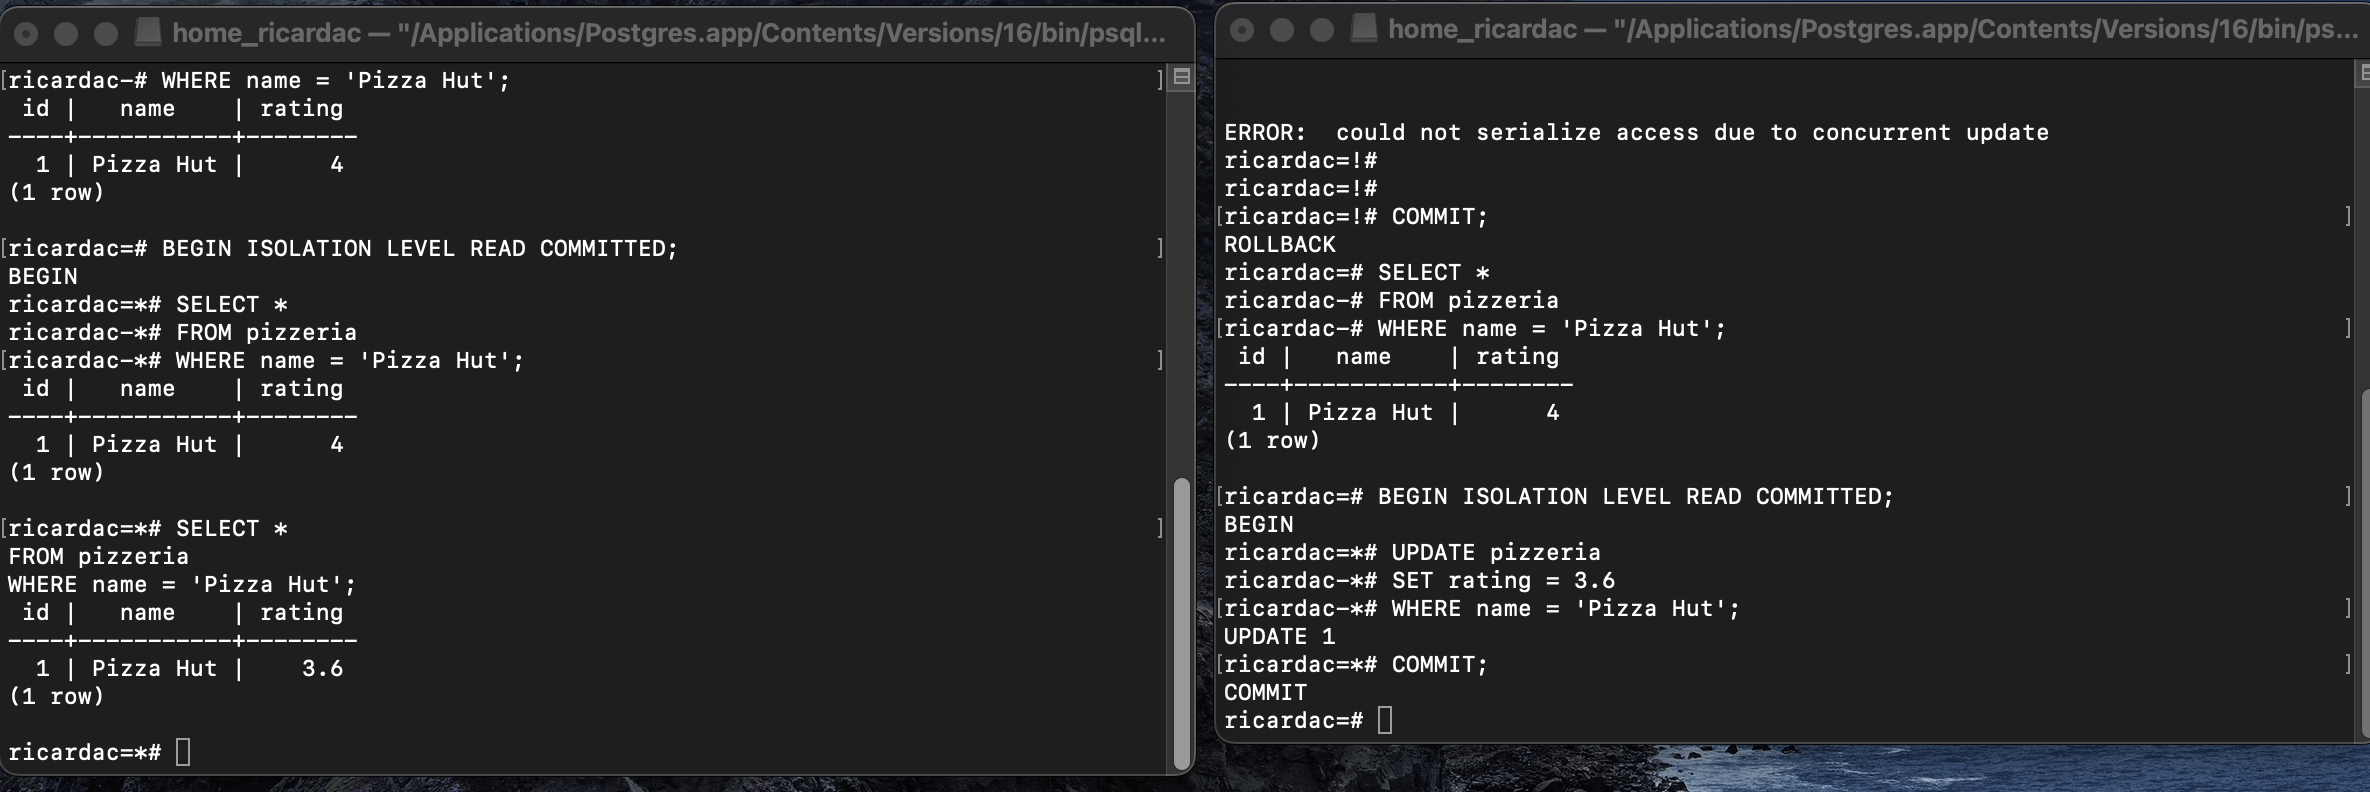 home_ricardac — "/Applications/Postgres.app/Contents/Versions/16/bin/psql...
[ricardac-# WHERE name = 'Pizza Hut'; ]
 id |   name    | rating
----+-----------+--------
  1 | Pizza Hut |      4
(1 row)
[ricardac=# BEGIN ISOLATION LEVEL READ COMMITTED; ]
BEGIN
ricardac=*# SELECT *
ricardac-*# FROM pizzeria
[ricardac-*# WHERE name = 'Pizza Hut'; ]
 id |   name    | rating
----+-----------+--------
  1 | Pizza Hut |      4
(1 row)
[ricardac=*# SELECT * ]
FROM pizzeria
WHERE name = 'Pizza Hut';
 id |   name    | rating
----+-----------+--------
  1 | Pizza Hut |    3.6
(1 row)
ricardac=*#
home_ricardac — "/Applications/Postgres.app/Contents/Versions/16/bin/ps...
ERROR:  could not serialize access due to concurrent update
ricardac=!#
ricardac=!#
[ricardac=!# COMMIT; ]
ROLLBACK
ricardac=# SELECT *
ricardac-# FROM pizzeria
[ricardac-# WHERE name = 'Pizza Hut'; ]
 id |   name    | rating
----+-----------+--------
  1 | Pizza Hut |      4
(1 row)
[ricardac=# BEGIN ISOLATION LEVEL READ COMMITTED; ]
BEGIN
ricardac=*# UPDATE pizzeria
ricardac-*# SET rating = 3.6
[ricardac-*# WHERE name = 'Pizza Hut'; ]
UPDATE 1
[ricardac=*# COMMIT; ]
COMMIT
ricardac=#